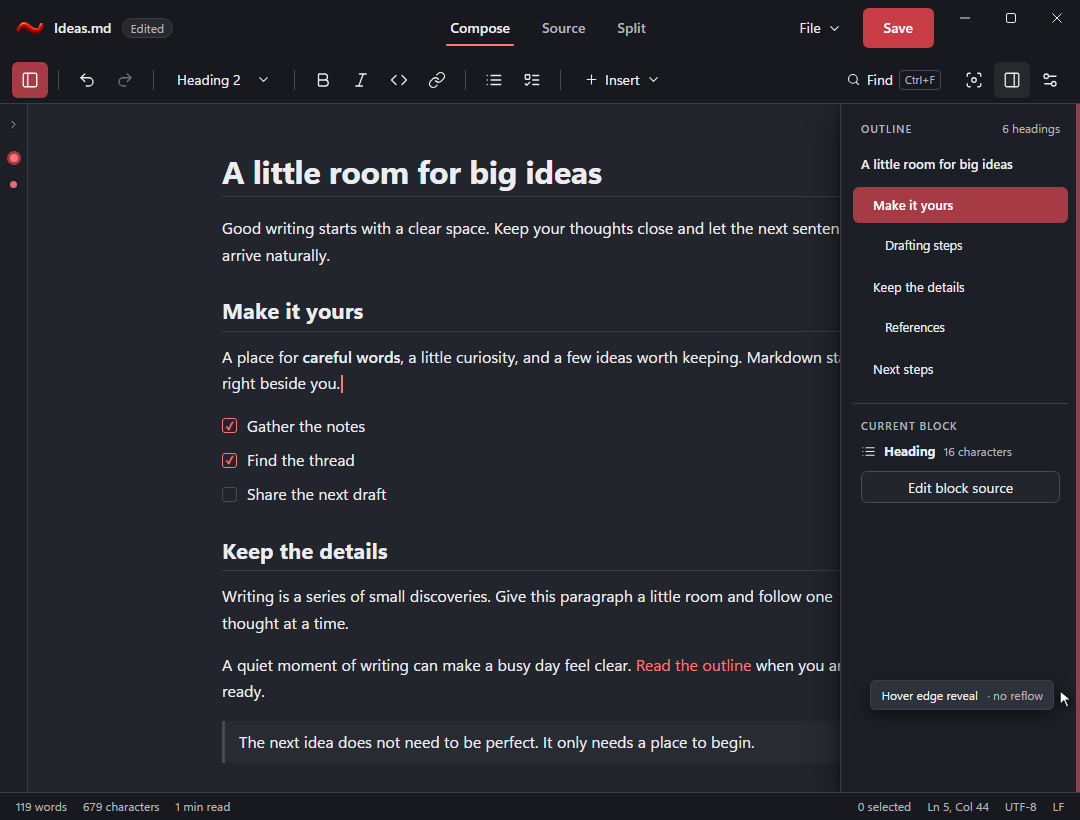 Ideas.md Edited Compose Source Split File Save
Heading 2 B I Insert Find Ctrl+F
OUTLINE 6 headings
A little room for big ideas
Make it yours
Drafting steps
Keep the details
References
Next steps
CURRENT BLOCK
Heading 16 characters
Edit block source
A little room for big ideas
Good writing starts with a clear space. Keep your thoughts close and let the next
arrive naturally.
Make it yours
A place for careful words, a little curiosity, and a few ideas worth keeping. Markdown
right beside you.
Gather the notes
Find the thread
Share the next draft
Keep the details
Writing is a series of small discoveries. Give this paragraph a little room and follow one
thought at a time.
A quiet moment of writing can make a busy day feel clear. Read the outline when you
ready.
The next idea does not need to be perfect. It only needs a place to begin.
Hover edge reveal · no reflow
119 words 679 characters 1 min read 0 selected Ln 5, Col 44 UTF-8 LF